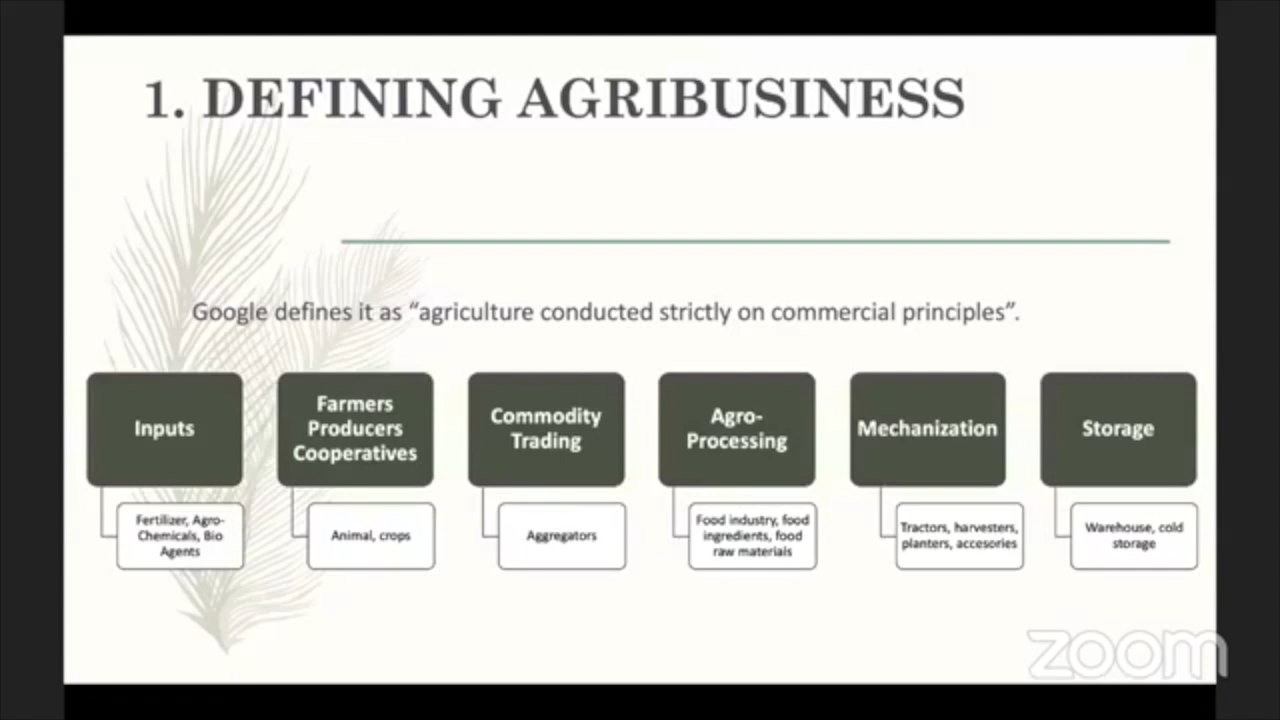 1. DEFINING AGRIBUSINESS
Google defines it as “agriculture conducted strictly on commercial principles”.
Inputs
Fertilizer, Agro-
Chemicals, Bio
Agents
Farmers
Producers
Cooperatives
Animal, crops
Commodity
Trading
Aggregators
Agro-
Processing
Food industry, food
ingredients, food
raw materials
Mechanization
Tractors, harvesters,
planters, accesories
Storage
Warehouse, cold
storage
zoom